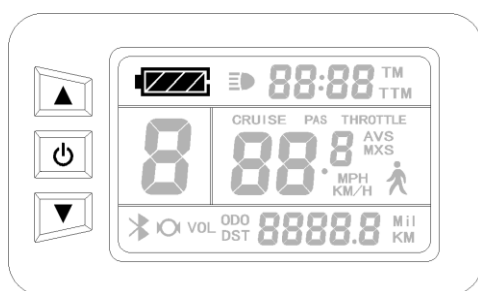 88:88 TM
TTM
CRUISE PAS THROTTLE
8 88.8 AVS
MXS
MPH
KM/H
VOL ODO 8888.8 Mil
DST KM